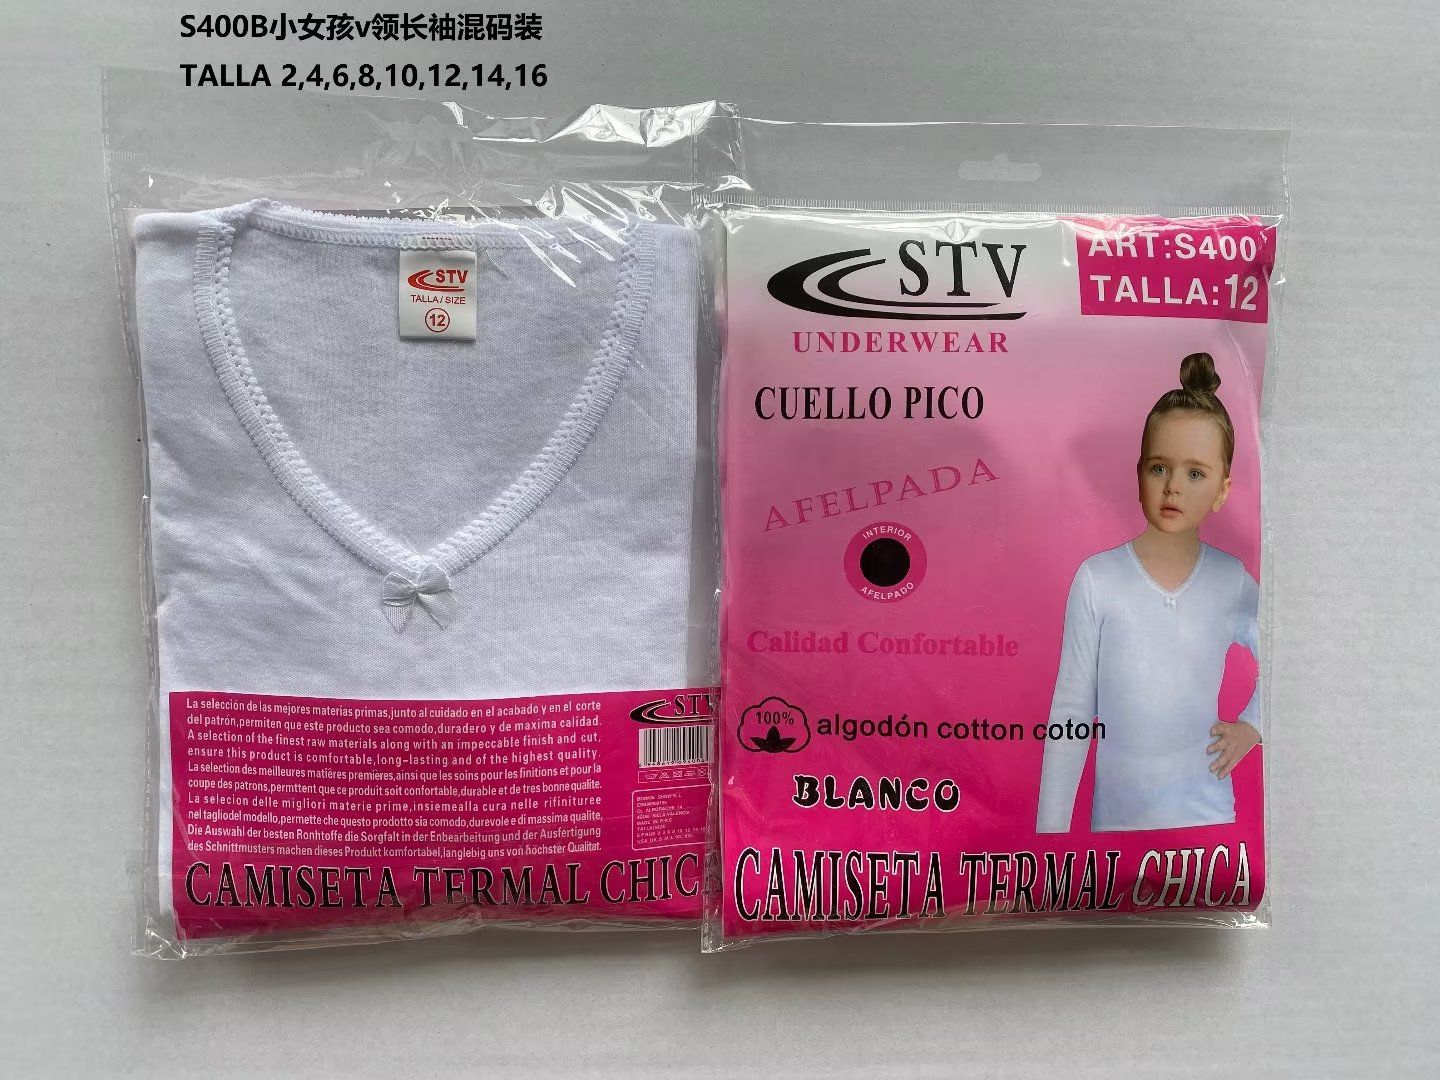 S400B小女孩v领长袖混码装
TALLA 2,4,6,8,10,12,14,16
STV
TALLA/SIZE
12
La selección de las mejores materias primas,junto al cuidado en el acabado y en el corte
del patrón,permiten que este producto sea comodo,duradero y de maxima calidad.
A selection of the finest raw materials along with an impeccable finish and cut,
ensure this product is comfortable,long-lasting and of the highest quality.
La selection des meilleures matiêres premieres,ainsi que les soins pour les finitions et pour la
coupe des patrons,permttent que ce produit soit confortable,durable et de tres bonne qualite.
La selecion delle migliori materie prime,insiemealla cura nelle rifinituree
nel tagliodel modello,permette che questo prodotto sia comodo,durevole e di massima qualite,
Die Auswahl der besten Ronhtoffe die Sorgfalt in der Enbearbeitung und der Ausfertigung
des Schnittmusters machen dieses Produkt komfortabel,langlebig uns von höchster Qualitat.
STV
CAMISETA TERMAL CHICA
STV
UNDERWEAR
ART:S400
TALLA:12
CUELLO PICO
AFELPADA
INTERIOR
AFELPADO
Calidad Confortable
100%
algodón cotton coton
BLANCO
CAMISETA TERMAL CHICA